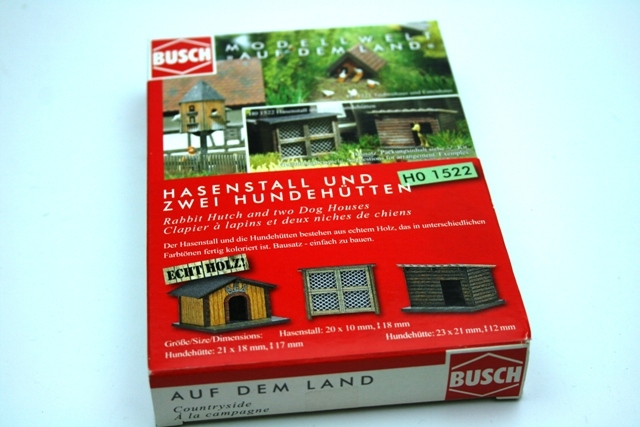 BUSCH
MODELLWELT
»AUF DEM LAND«
H0 1522
HASENSTALL UND
ZWEI HUNDEHÜTTEN
Rabbit Hutch and two Dog Houses
Clapier à lapins et deux niches de chiens
Der Hasenstall und die Hundehütten bestehen aus echtem Holz, das in unterschiedlichen
Farbtönen fertig koloriert ist. Bausatz - einfach zu bauen.
ECHT HOLZ!
Größe/Size/Dimensions:
Hasenstall: 20 x 10 mm, I 8 mm
Hundehütte: 21 x 18 mm, I 17 mm
Hundehütte: 23 x 21 mm, I 12 mm
AUF DEM LAND
Countryside
À la campagne
BUSCH